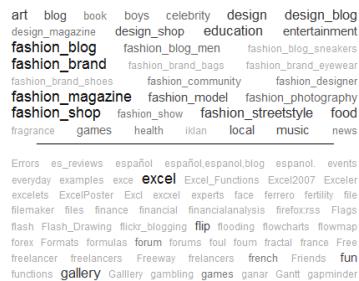 art blog book boys celebrity design design_blog
design_magazine design_shop education entertainment
fashion_blog fashion_blog_men fashion_blog_sneakers
fashion_brand fashion_brand_bags fashion_brand_eyewear
fashion_brand_shoes fashion_community fashion_designer
fashion_magazine fashion_model fashion_photography
fashion_shop fashion_show fashion_streetstyle food
fragrance games health iklan local music news
Errors es_reviews español español,espanol,blog espanol. events
everyday examples exce excel Excel_Functions Excel2007 Exceler
excelets ExcelPoster Excl excxel experts face ferrero fertility file
filemaker files finance financial financialanalysis firefox:rss Flags
flash Flash_Drawing flickr_blogging flip flooding flowcharts flowmap
forex Formats formulas forum forums foul foum fractal france Free
freelancer freelancers Freeway frelancers french Friends fun
functions gallery Galllery gambling games ganar Gantt gapminder